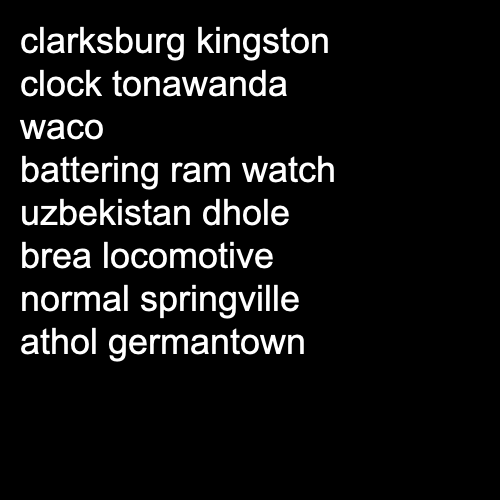 clarksburg kingston
clock tonawanda
waco
battering ram watch
uzbekistan dhole
brea locomotive
normal springville
athol germantown